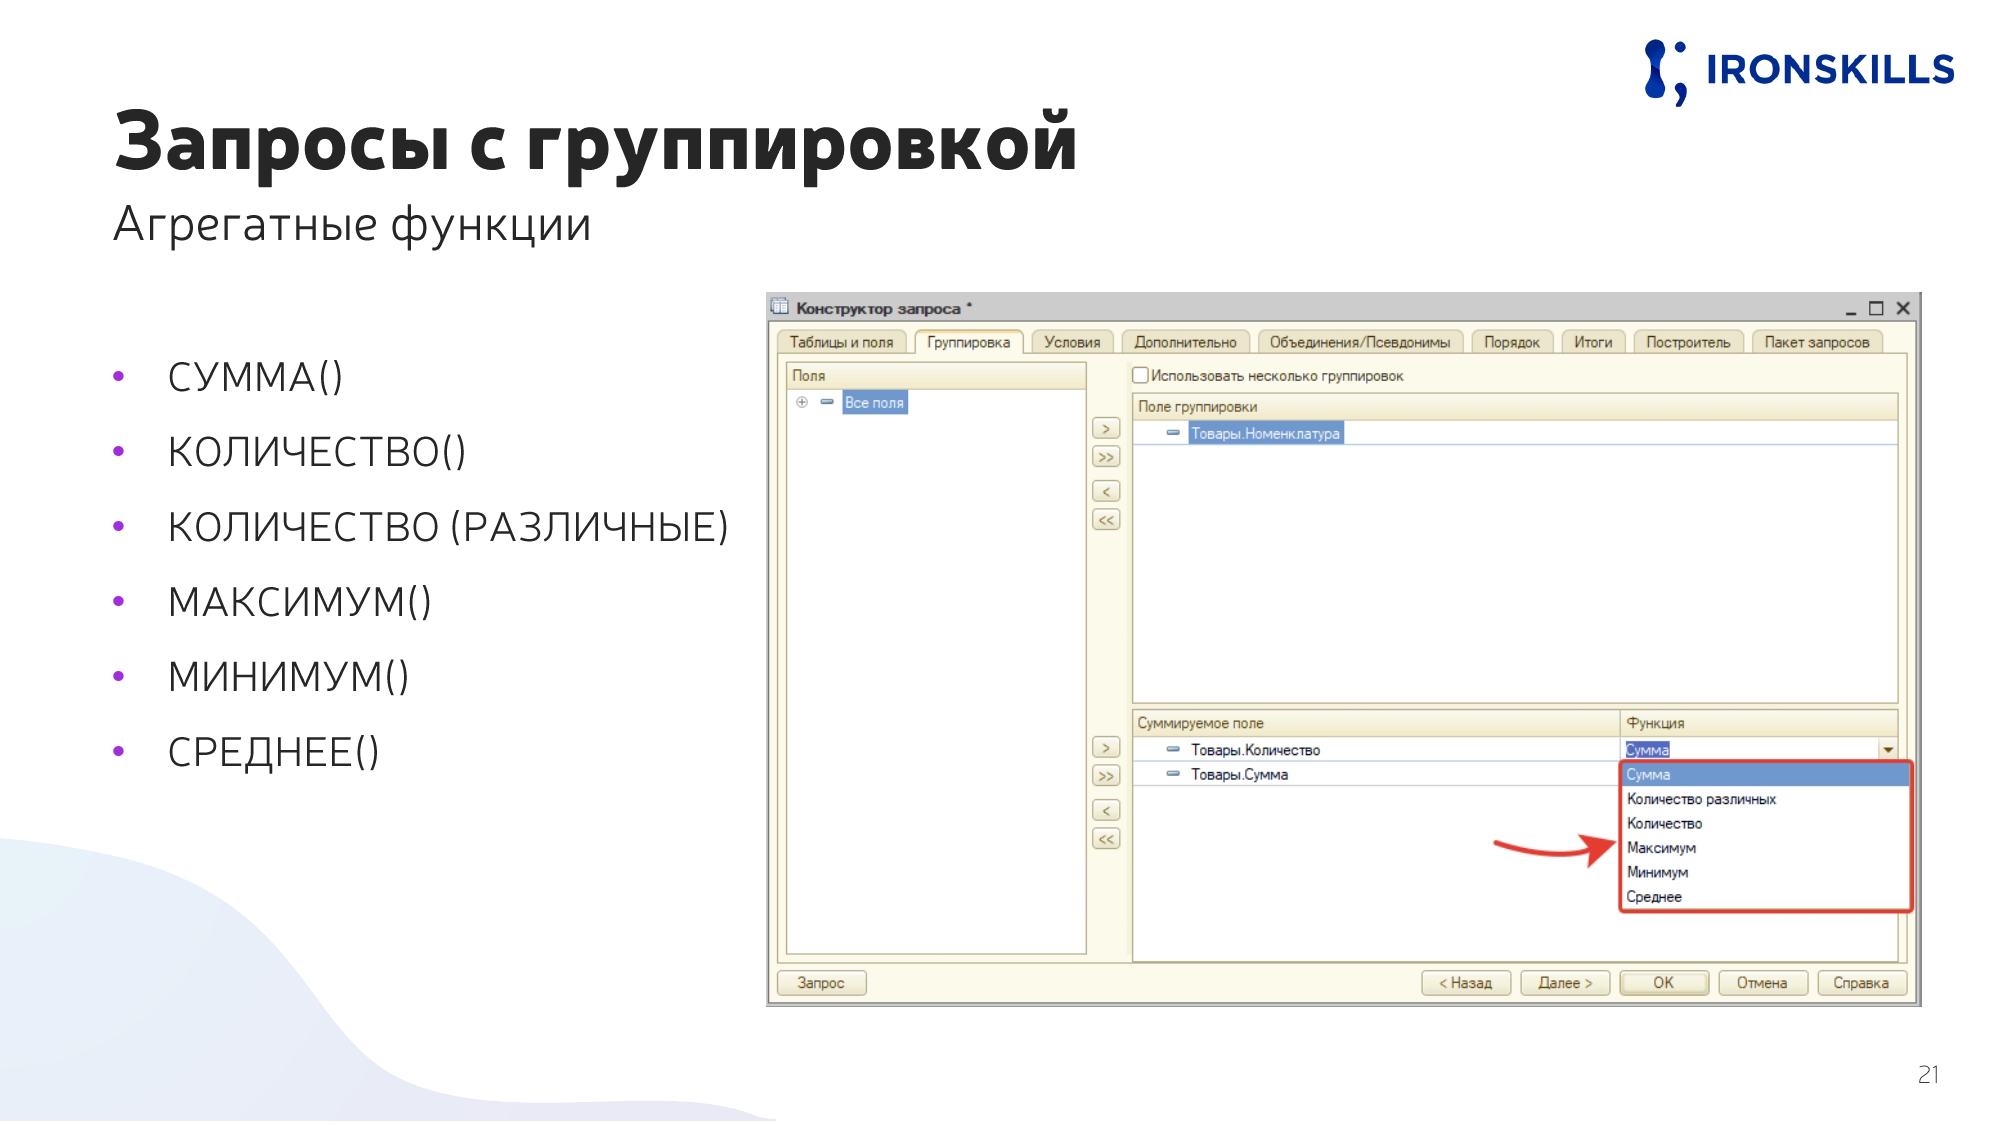 IRONSKILLS
Запросы с группировкой
Агрегатные функции
• СУММА()
• КОЛИЧЕСТВО()
• КОЛИЧЕСТВО (РАЗЛИЧНЫЕ)
• МАКСИМУМ()
• МИНИМУМ()
• СРЕДНЕЕ()
Конструктор запроса *
Таблицы и поля Группировка Условия Дополнительно Объединения/Псевдонимы Порядок Итоги Построитель Пакет запросов
Поля
Все поля
Использовать несколько группировок
Поле группировки
Товары.Номенклатура
>
>>
<
<<
Суммируемое поле Функция
Товары.Количество Сумма
Товары.Сумма
>
>>
<
<<
Сумма
Количество различных
Количество
Максимум
Минимум
Среднее
Запрос < Назад Далее > ОК Отмена Справка
21